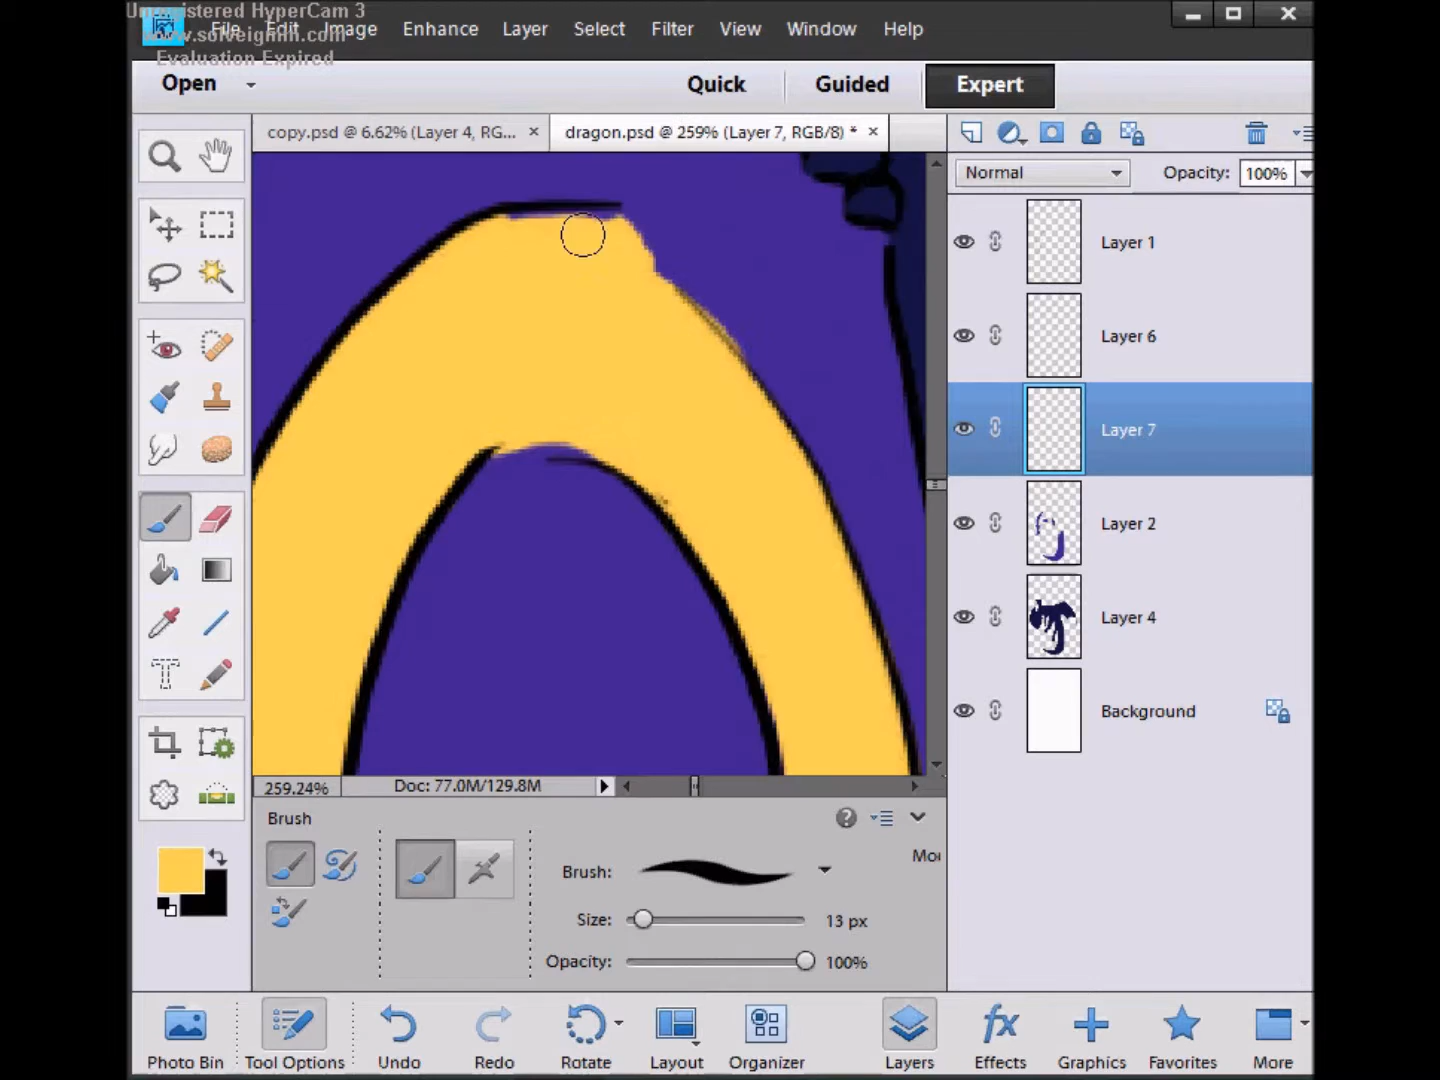 Unregistered HyperCam 3
www.solveigmm.com
Evaluation Expired
File Edit Image Enhance Layer Select Filter View Window Help
Open Quick Guided Expert
copy.psd @ 6.62% (Layer 4, RG... × dragon.psd @ 259% (Layer 7, RGB/8) * ×
Normal Opacity: 100%
Layer 1
Layer 6
Layer 7
Layer 2
Layer 4
Background
259.24% Doc: 77.0M/129.8M
Brush
Brush:
Size: 13 px
Opacity: 100%
Photo Bin Tool Options Undo Redo Rotate Layout Organizer Layers Effects Graphics Favorites More